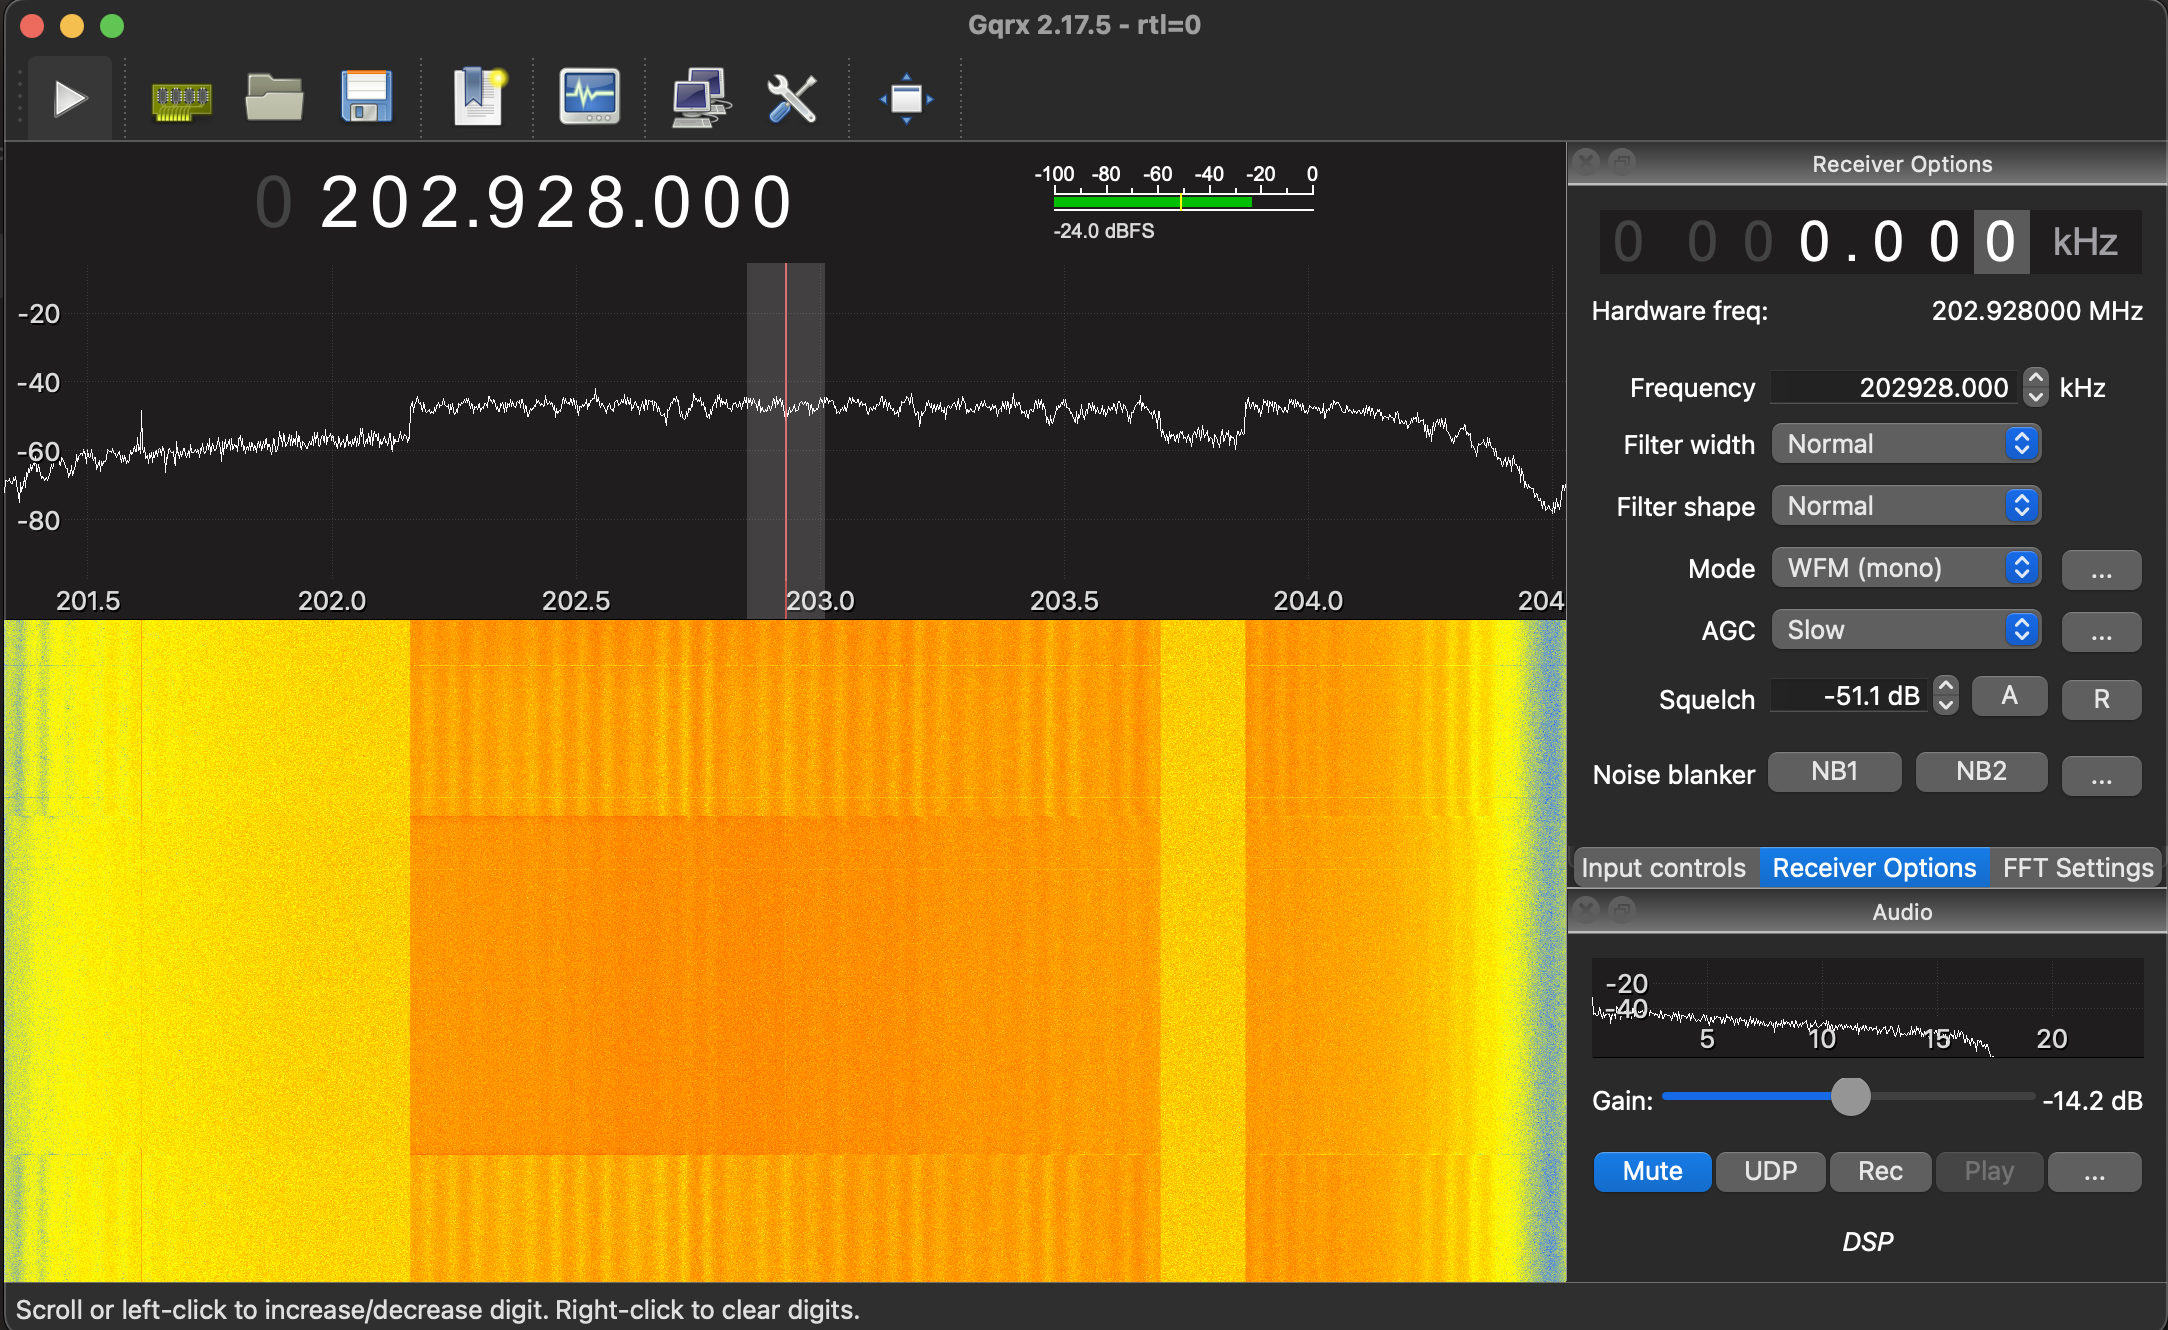 Gqrx 2.17.5 - rtl=0
0 202.928.000
-100 -80 -60 -40 -20 0
-24.0 dBFS
-20
-40
-60
-80
201.5 202.0 202.5 203.0 203.5 204.0 204
Receiver Options
0 0 0 0.0 0 0 kHz
Hardware freq: 202.928000 MHz
Frequency 202928.000 kHz
Filter width Normal
Filter shape Normal
Mode WFM (mono) ...
AGC Slow ...
Squelch -51.1 dB A R
Noise blanker NB1 NB2 ...
Input controls Receiver Options FFT Settings
Audio
-20
-40
5 10 15 20
Gain: -14.2 dB
Mute UDP Rec Play ...
DSP
Scroll or left-click to increase/decrease digit. Right-click to clear digits.